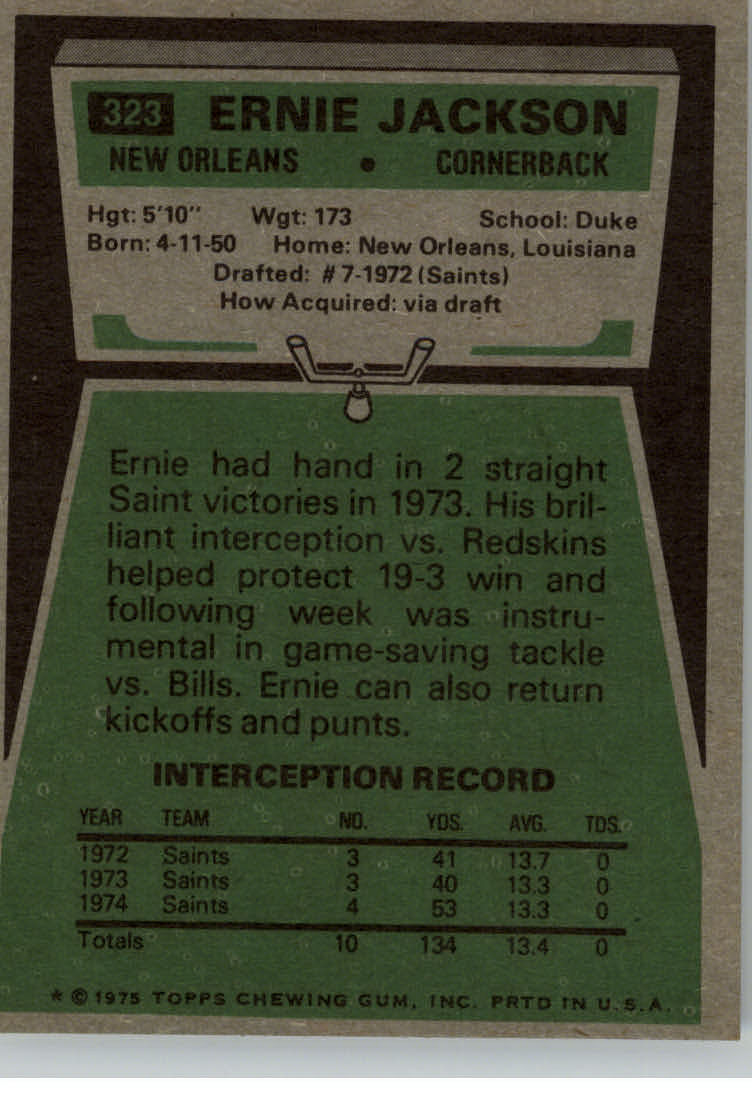 323 ERNIE JACKSON
NEW ORLEANS • CORNERBACK
Hgt: 5'10" Wgt: 173 School: Duke
Born: 4-11-50 Home: New Orleans, Louisiana
Drafted: #7-1972 (Saints)
How Acquired: via draft
Ernie had hand in 2 straight
Saint victories in 1973. His bril-
liant interception vs. Redskins
helped protect 19-3 win and
following week was instru-
mental in game-saving tackle
vs. Bills. Ernie can also return
kickoffs and punts.
INTERCEPTION RECORD
YEAR TEAM NO. YDS. AVG. TDS.
1972 Saints 3 41 13.7 0
1973 Saints 3 40 13.3 0
1974 Saints 4 53 13.3 0
Totals 10 134 13.4 0
* © 1975 TOPPS CHEWING GUM, INC. PRTD IN U.S.A.